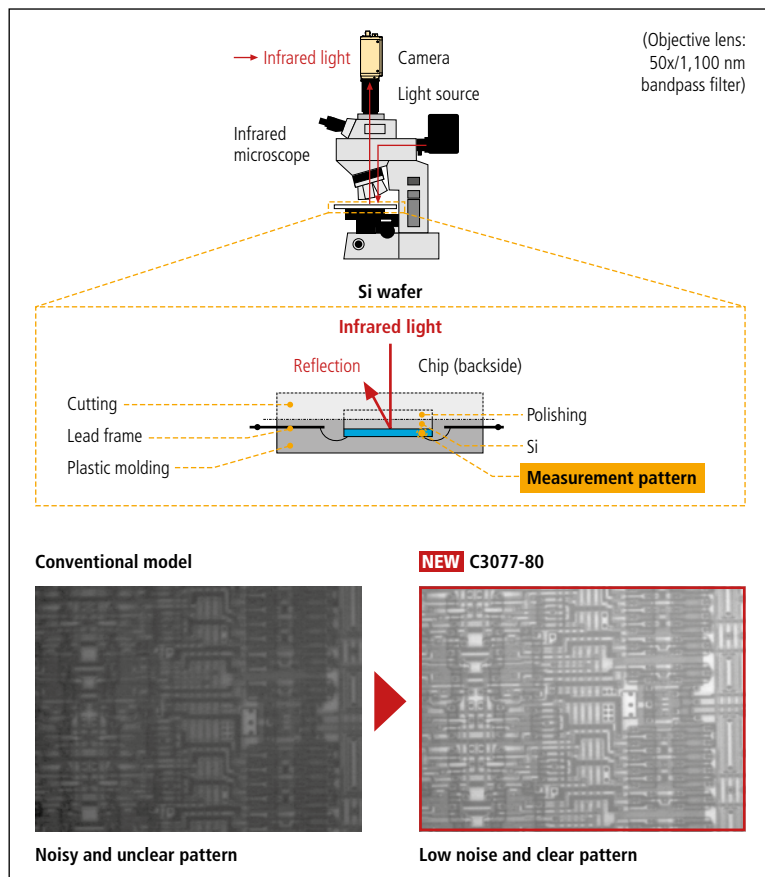 Infrared light
Camera
(Objective lens:
50x/1,100 nm
bandpass filter)
Light source
Infrared
microscope
Si wafer
Infrared light
Reflection
Chip (backside)
Cutting
Polishing
Lead frame
Si
Plastic molding
Measurement pattern
Conventional model
NEW C3077-80
Noisy and unclear pattern
Low noise and clear pattern